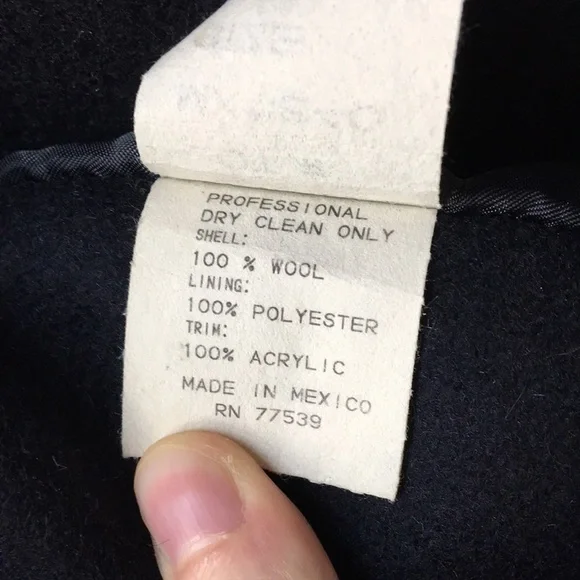 PROFESSIONAL
DRY CLEAN ONLY
SHELL:
100 % WOOL
LINING:
100% POLYESTER
TRIM:
100% ACRYLIC
MADE IN MEXICO
RN 77539